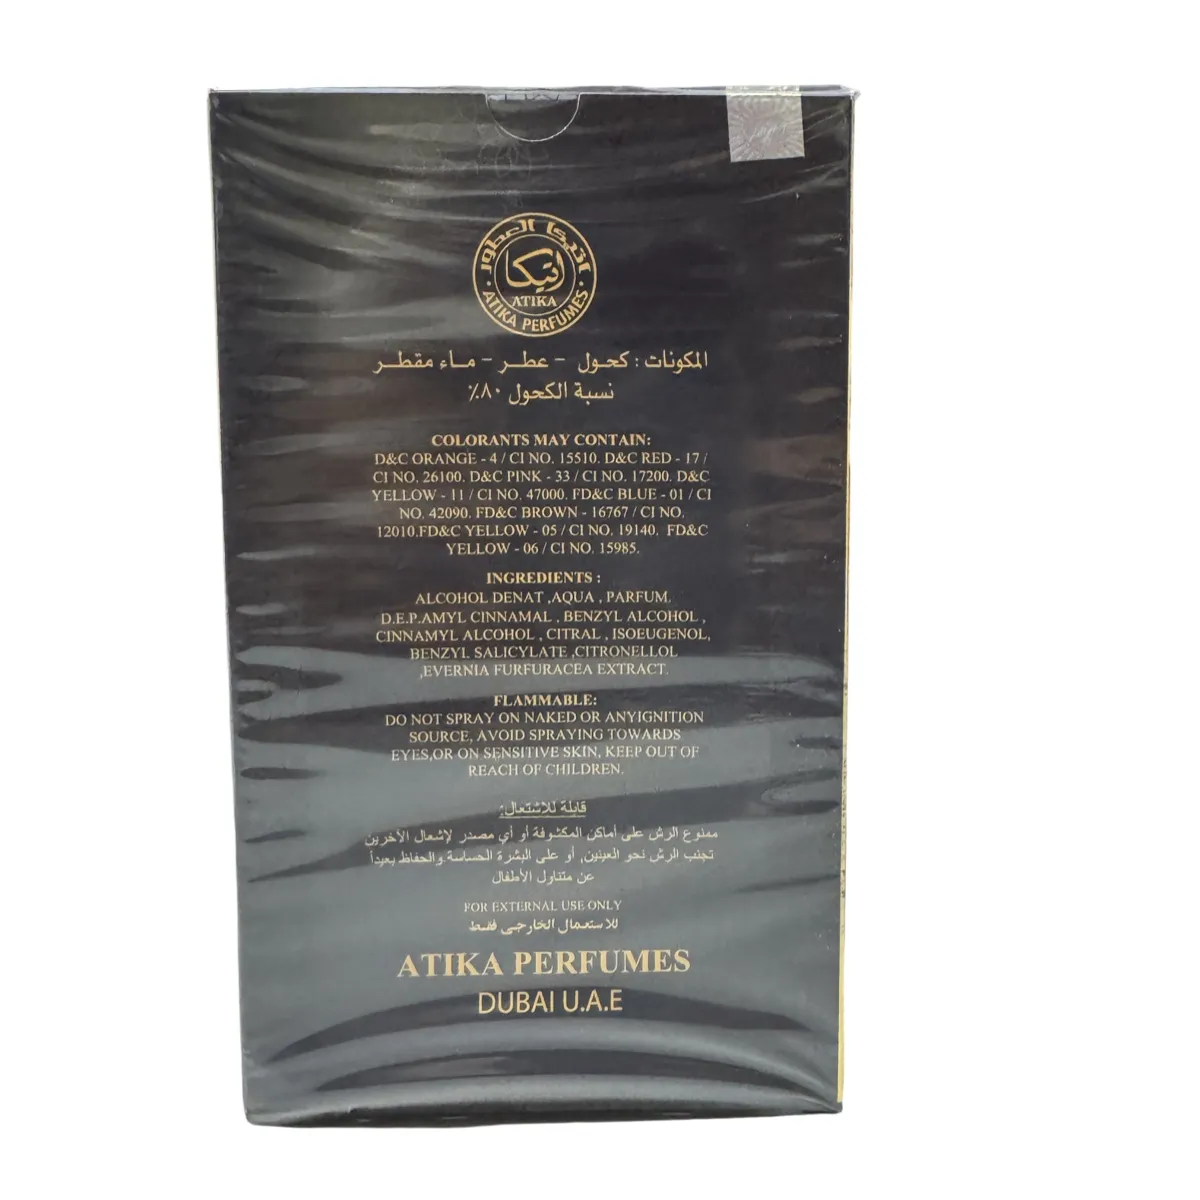 اتيكا العطور
اتيكا
ATIKA
ATIKA PERFUMES
المكونات : كحول - عطر - ماء مقطر
نسبة الكحول ٨٠٪
COLORANTS MAY CONTAIN:
D&C ORANGE - 4 / CI NO. 15510. D&C RED - 17 /
CI NO. 26100. D&C PINK - 33 / CI NO. 17200. D&C
YELLOW - 11 / CI NO. 47000. FD&C BLUE - 01 / CI
NO. 42090. FD&C BROWN - 16767 / CI NO.
12010.FD&C YELLOW - 05 / CI NO. 19140. FD&C
YELLOW - 06 / CI NO. 15985.
INGREDIENTS :
ALCOHOL DENAT ,AQUA , PARFUM.
D.E.P.AMYL CINNAMAL , BENZYL ALCOHOL ,
CINNAMYL ALCOHOL , CITRAL , ISOEUGENOL,
BENZYL SALICYLATE ,CITRONELLOL
,EVERNIA FURFURACEA EXTRACT.
FLAMMABLE:
DO NOT SPRAY ON NAKED OR ANYIGNITION
SOURCE, AVOID SPRAYING TOWARDS
EYES,OR ON SENSITIVE SKIN, KEEP OUT OF
REACH OF CHILDREN.
قابلة للاشتعال:
ممنوع الرش على أماكن المكشوفة أو أي مصدر لإشعال الآخرين
تجنب الرش نحو العينين, أو على البشرة الحساسة والحفاظ بعيداً
عن متناول الأطفال
FOR EXTERNAL USE ONLY
للاستعمال الخارجي فقط
ATIKA PERFUMES
DUBAI U.A.E